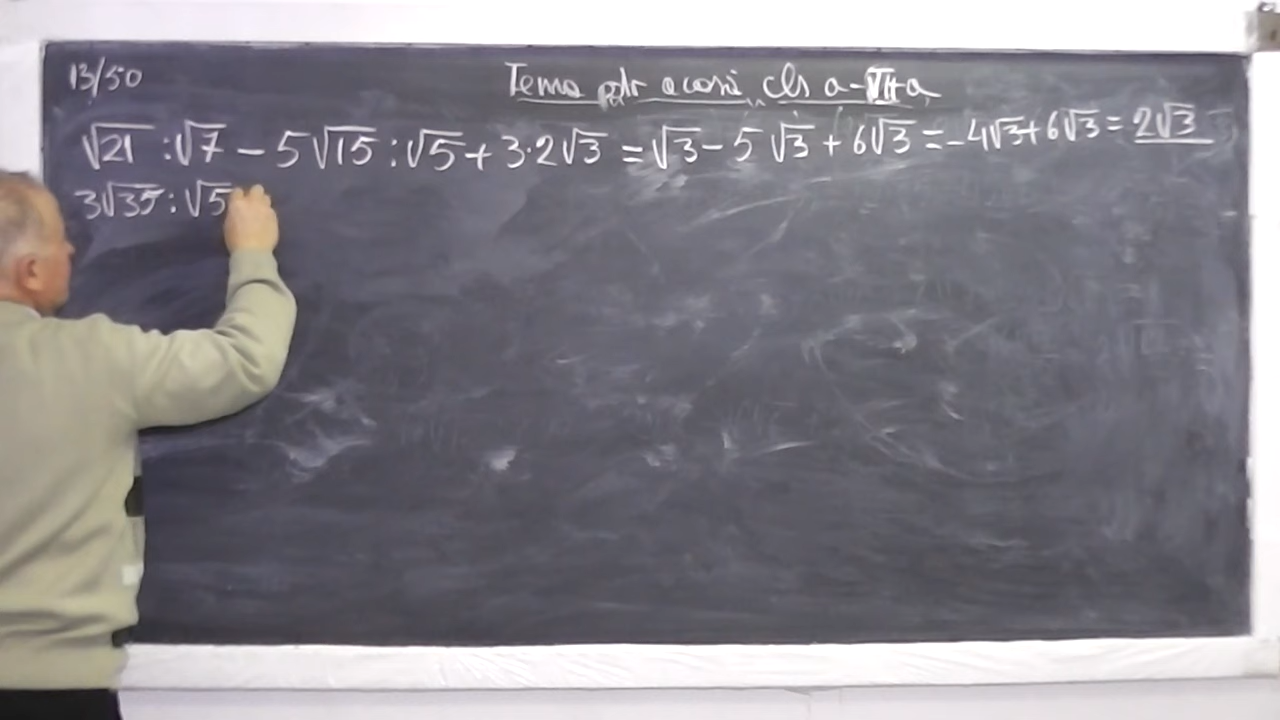 13/50
Tema ptr acasă cls a-VII-a
√21 : √7 - 5√15 : √5 + 3·2√3 = √3 - 5√3 + 6√3 = -4√3 + 6√3 = 2√3
3√35 : √5